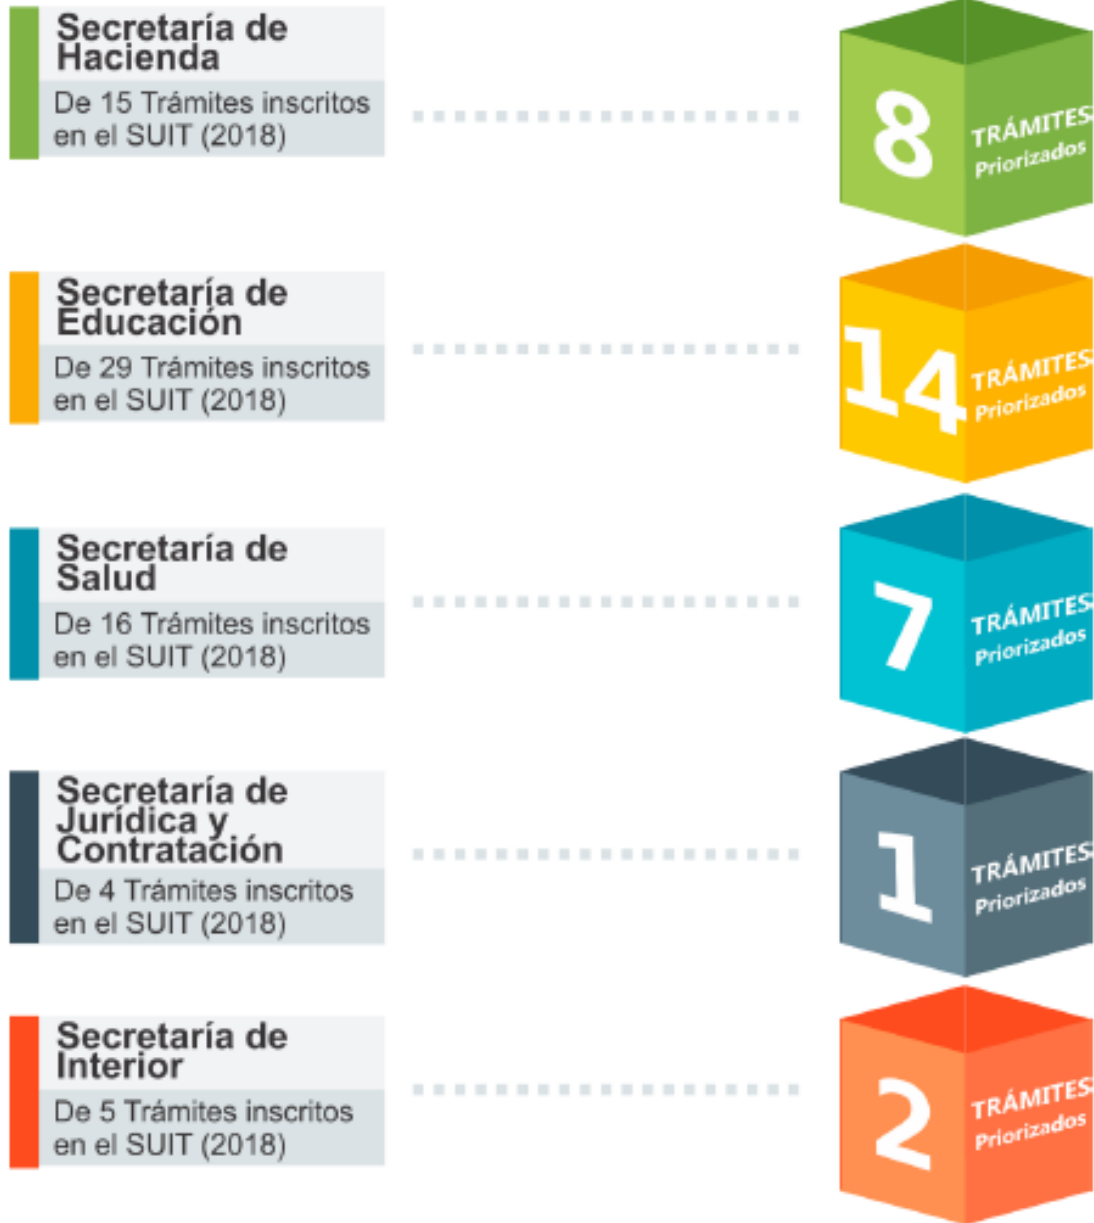 Secretaría de
Hacienda
De 15 Trámites inscritos
en el SUIT (2018)
8
TRÁMITES
Priorizados
Secretaría de
Educación
De 29 Trámites inscritos
en el SUIT (2018)
14
TRÁMITES
Priorizados
Secretaría de
Salud
De 16 Trámites inscritos
en el SUIT (2018)
7
TRÁMITES
Priorizados
Secretaría de
Jurídica y
Contratación
De 4 Trámites inscritos
en el SUIT (2018)
1
TRÁMITES
Priorizados
Secretaría de
Interior
De 5 Trámites inscritos
en el SUIT (2018)
2
TRÁMITES
Priorizados